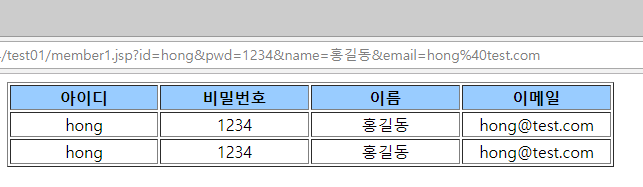 /test01/member1.jsp?id=hong&pwd=1234&name=홍길동&email=hong%40test.com
아이디 비밀번호 이름 이메일
hong 1234 홍길동 hong@test.com
hong 1234 홍길동 hong@test.com